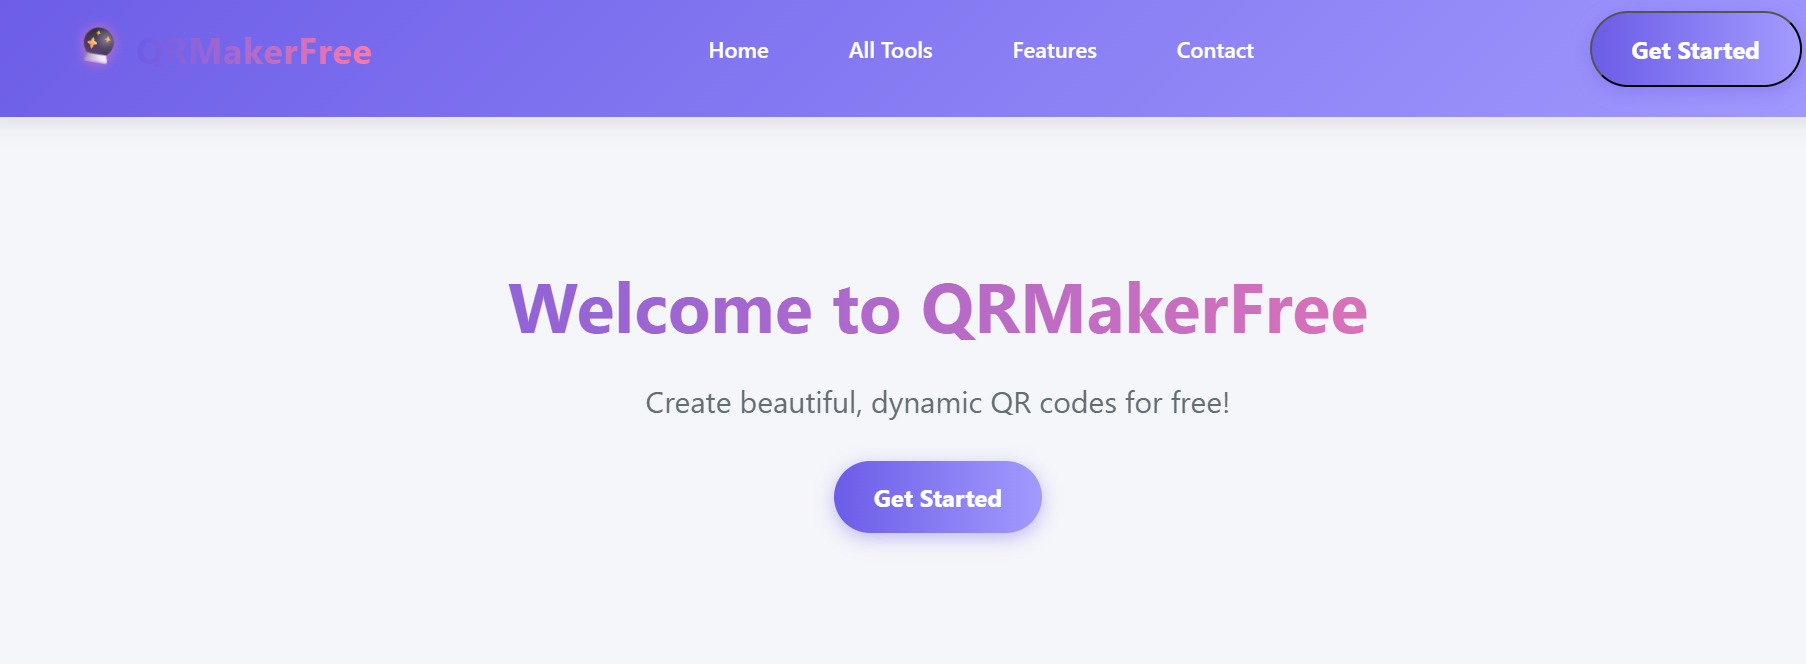 QRMakerFree
Home
All Tools
Features
Contact
Get Started
Welcome to QRMakerFree
Create beautiful, dynamic QR codes for free!
Get Started